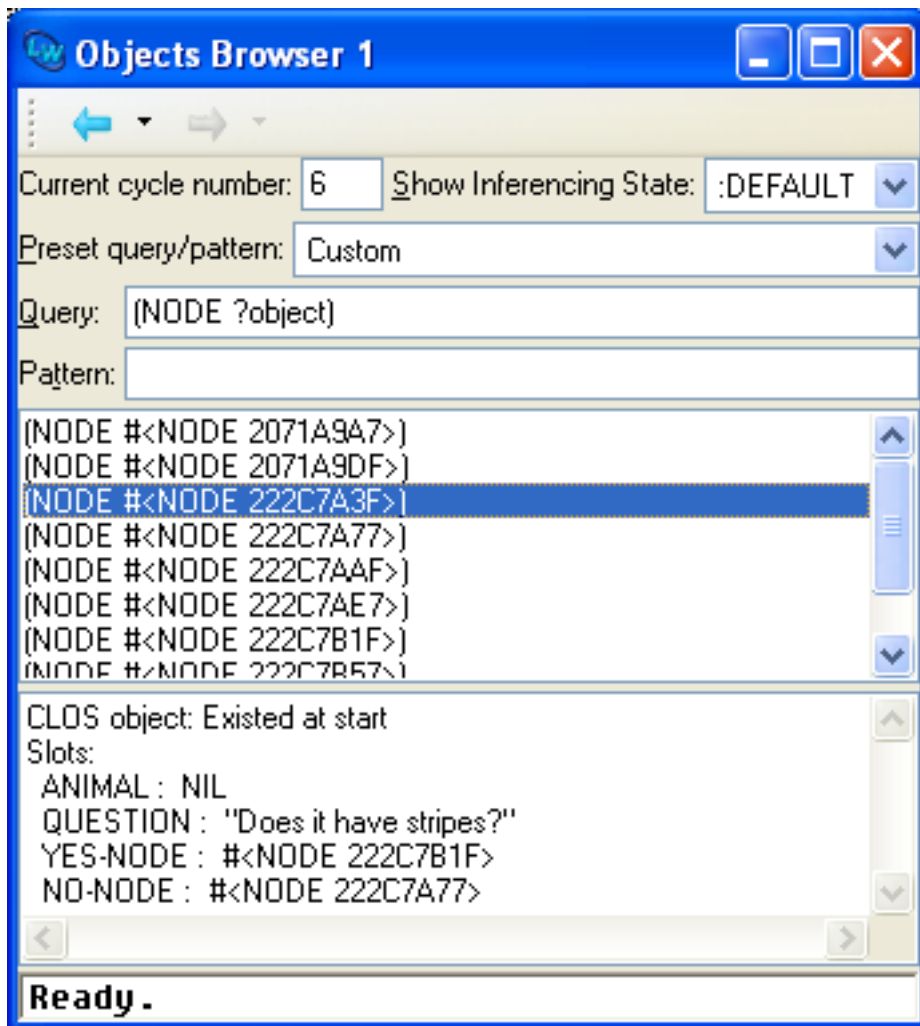 Objects Browser 1
Current cycle number: 6 Show Inferencing State: :DEFAULT
Preset query/pattern: Custom
Query: (NODE ?object)
Pattern:
(NODE #<NODE 2071A9A7>)
(NODE #<NODE 2071A9DF>)
(NODE #<NODE 222C7A3F>)
(NODE #<NODE 222C7A77>)
(NODE #<NODE 222C7AAF>)
(NODE #<NODE 222C7AE7>)
(NODE #<NODE 222C7B1F>)
(NODE #<NODE 222C7B57>)
CLOS object: Existed at start
Slots:
ANIMAL : NIL
QUESTION : "Does it have stripes?"
YES-NODE : #<NODE 222C7B1F>
NO-NODE : #<NODE 222C7A77>
Ready.